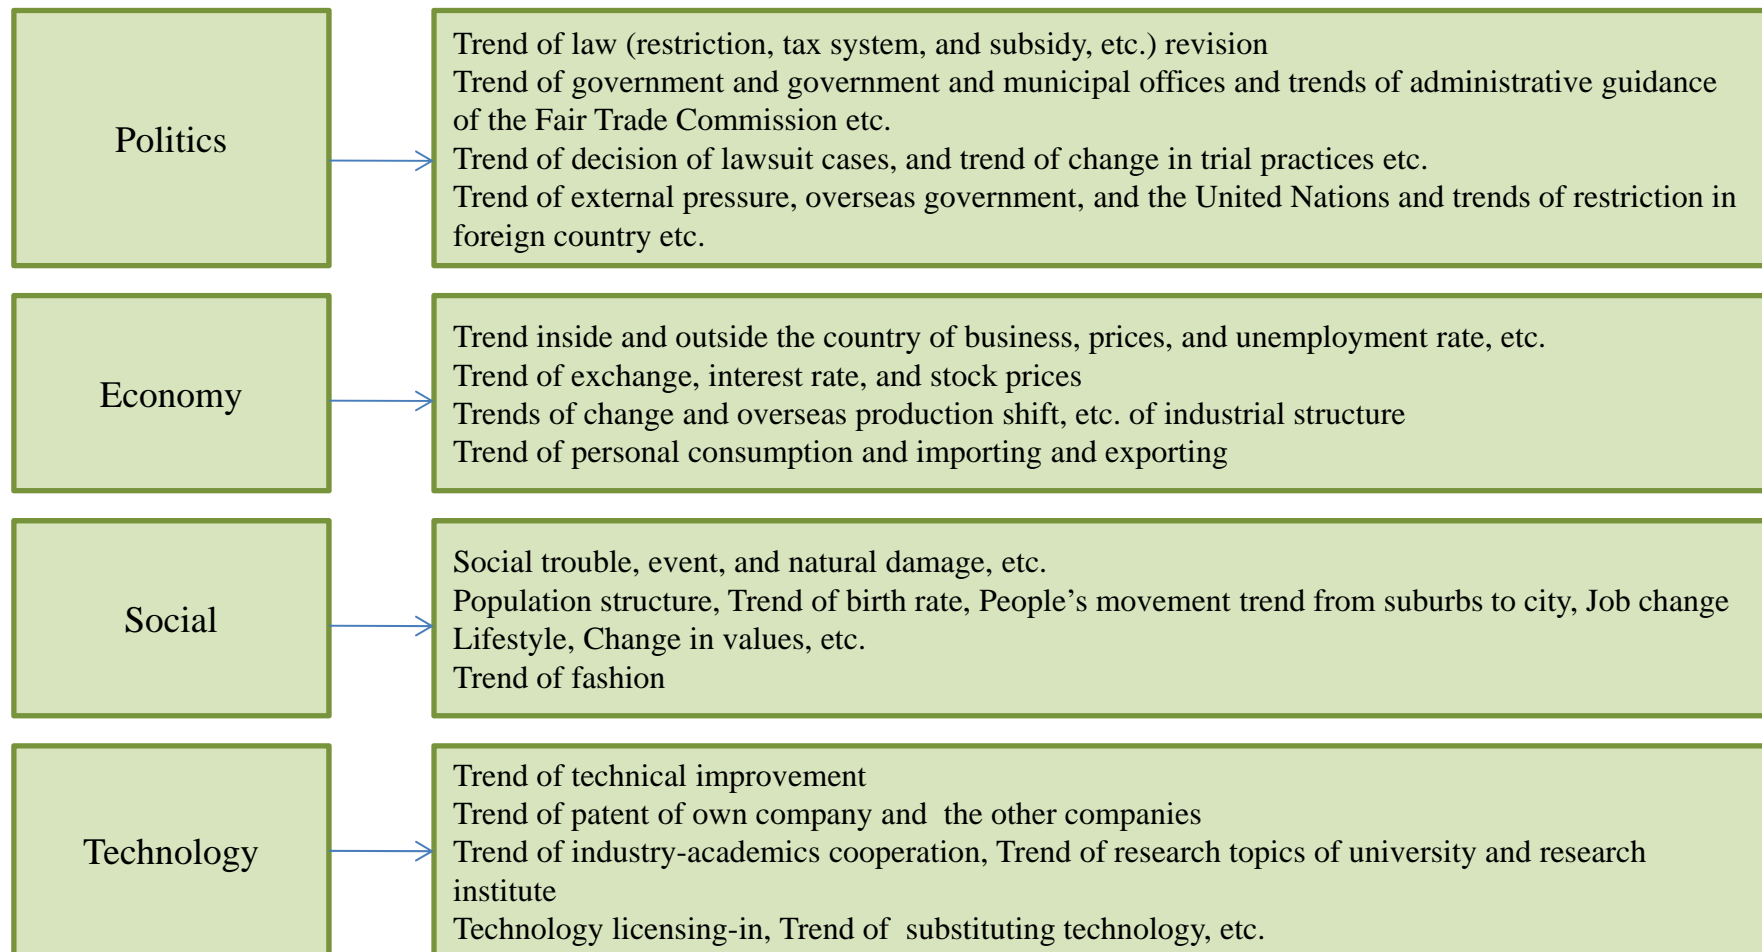 Politics
Trend of law (restriction, tax system, and subsidy, etc.) revision
Trend of government and government and municipal offices and trends of administrative guidance
of the Fair Trade Commission etc.
Trend of decision of lawsuit cases, and trend of change in trial practices etc.
Trend of external pressure, overseas government, and the United Nations and trends of restriction in
foreign country etc.
Economy
Trend inside and outside the country of business, prices, and unemployment rate, etc.
Trend of exchange, interest rate, and stock prices
Trends of change and overseas production shift, etc. of industrial structure
Trend of personal consumption and importing and exporting
Social
Social trouble, event, and natural damage, etc.
Population structure, Trend of birth rate, People’s movement trend from suburbs to city, Job change
Lifestyle, Change in values, etc.
Trend of fashion
Technology
Trend of technical improvement
Trend of patent of own company and the other companies
Trend of industry-academics cooperation, Trend of research topics of university and research
institute
Technology licensing-in, Trend of substituting technology, etc.